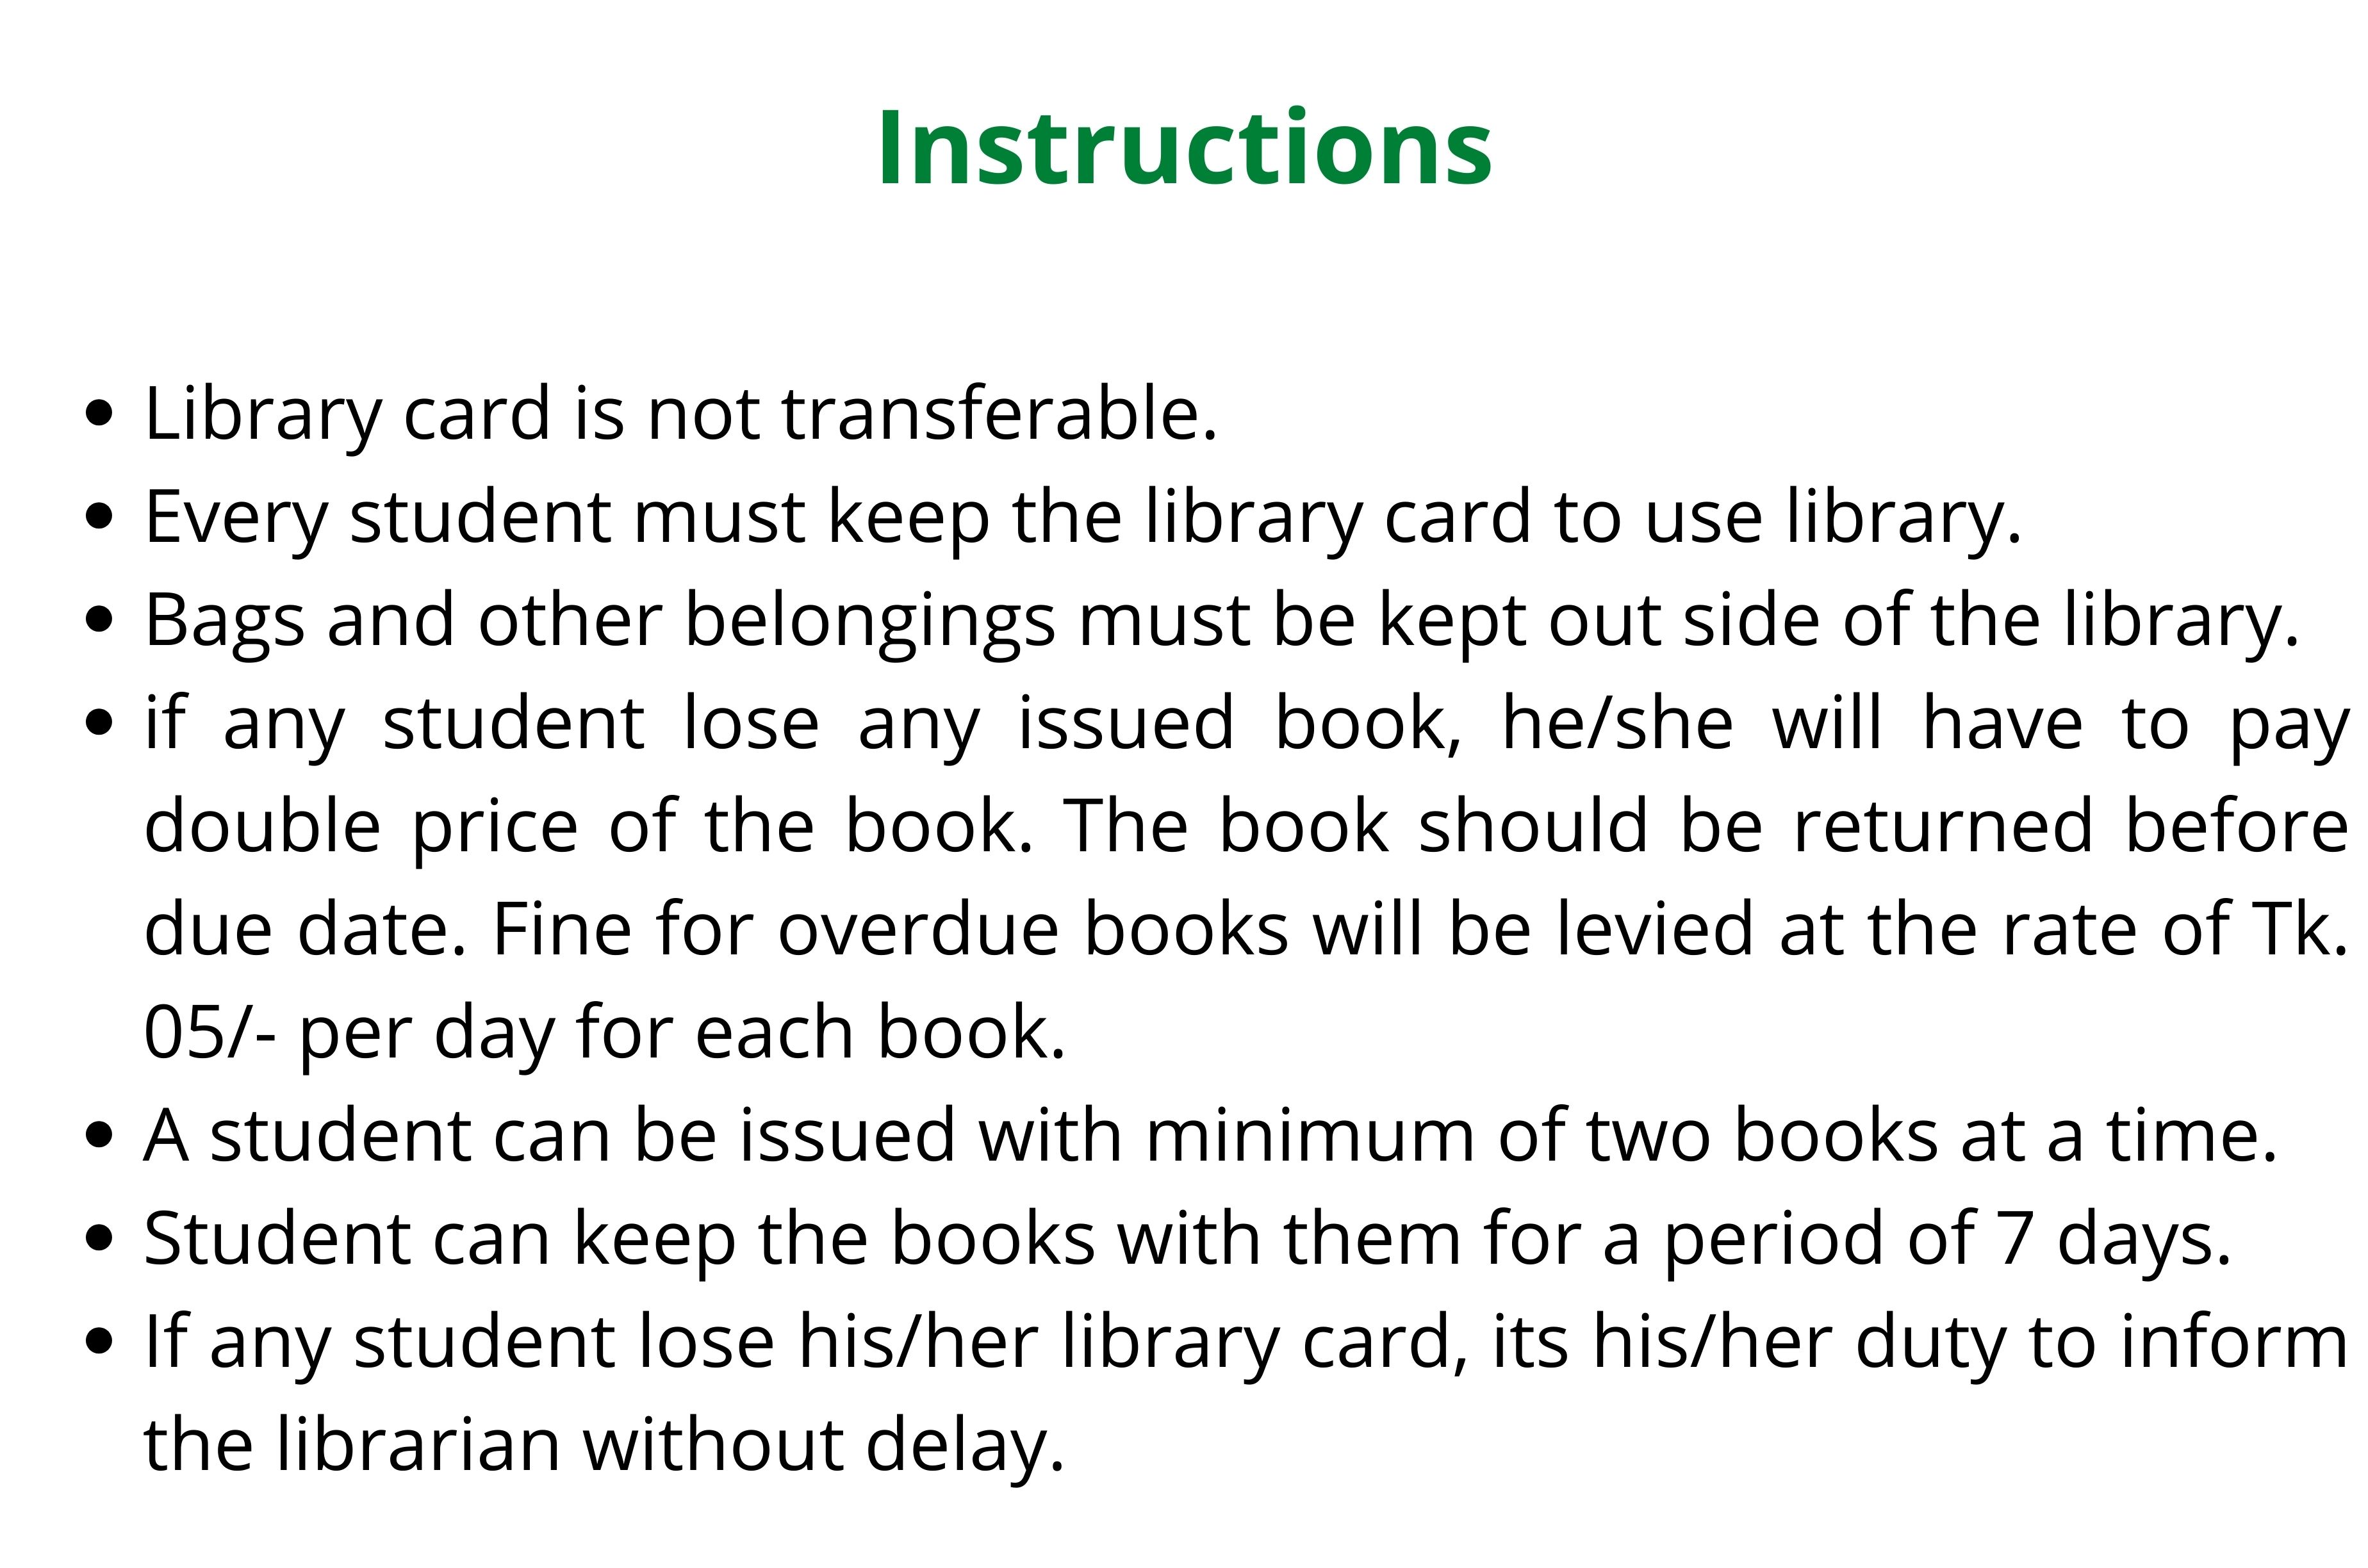 Instructions
• Library card is not transferable.
• Every student must keep the library card to use library.
• Bags and other belongings must be kept out side of the library.
• if any student lose any issued book, he/she will have to pay
double price of the book. The book should be returned before
due date. Fine for overdue books will be levied at the rate of Tk.
05/- per day for each book.
• A student can be issued with minimum of two books at a time.
• Student can keep the books with them for a period of 7 days.
• If any student lose his/her library card, its his/her duty to inform
the librarian without delay.